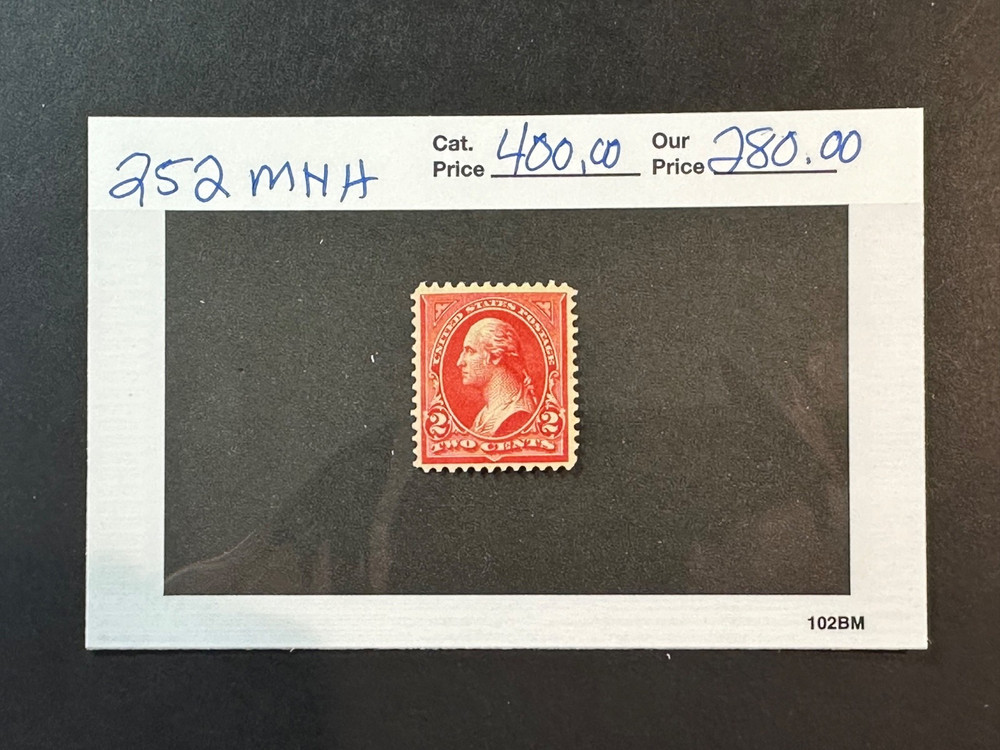 252 MNH
Cat. Price 400.00
Our Price 280.00
UNITED STATES POSTAGE
2 2
TWO CENTS
102BM